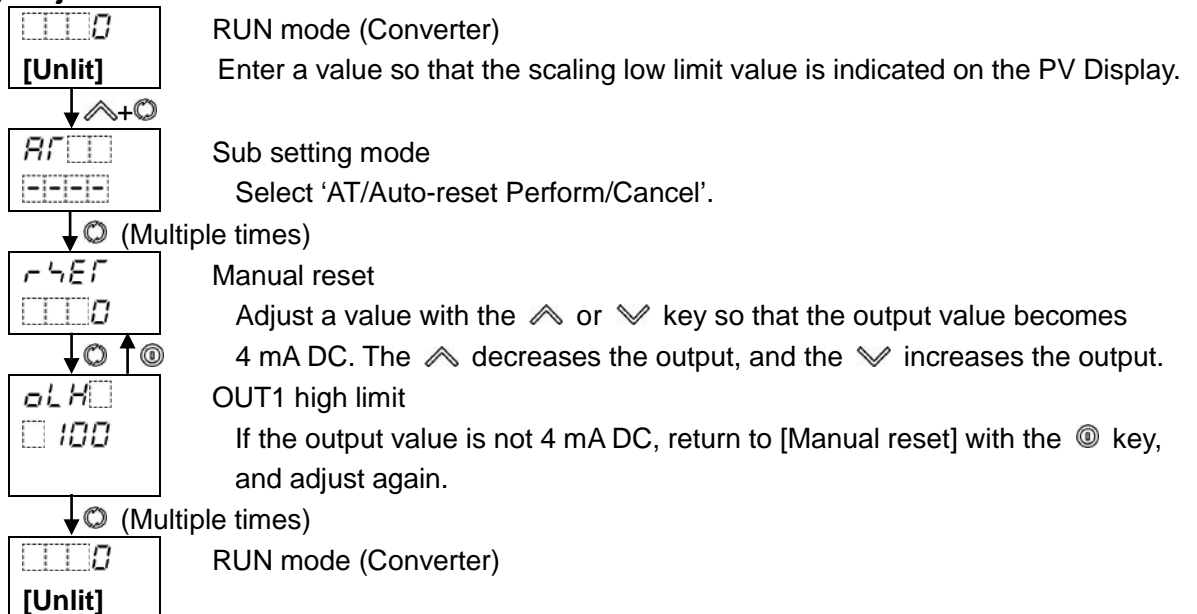 0 RUN mode (Converter)
[Unlit] Enter a value so that the scaling low limit value is indicated on the PV Display.
+
AT Sub setting mode
---- Select ‘AT/Auto-reset Perform/Cancel’.
(Multiple times)
rSET Manual reset
0 Adjust a value with the or key so that the output value becomes
4 mA DC. The decreases the output, and the increases the output.
oLH OUT1 high limit
100 If the output value is not 4 mA DC, return to [Manual reset] with the key,
and adjust again.
(Multiple times)
0 RUN mode (Converter)
[Unlit]